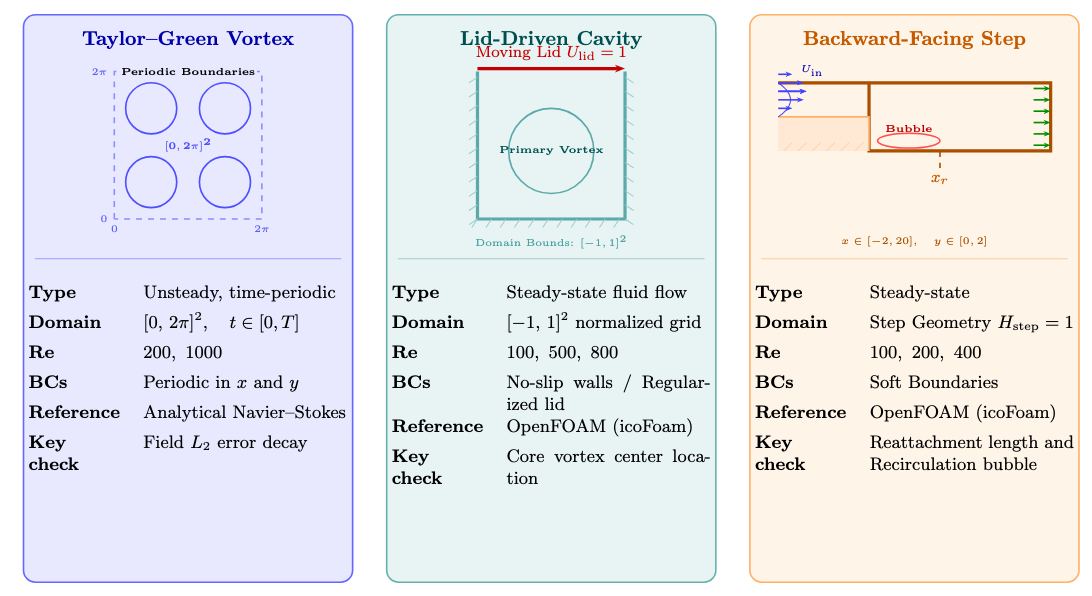 Taylor–Green Vortex
2π
Periodic Boundaries
[0, 2π]²
0
0
2π
Type Unsteady, time-periodic
Domain [0, 2π]², t ∈ [0, T]
Re 200, 1000
BCs Periodic in x and y
Reference Analytical Navier–Stokes
Key Field L₂ error decay
check
Lid-Driven Cavity
Moving Lid U_lid = 1
Primary Vortex
Domain Bounds: [−1, 1]²
Type Steady-state fluid flow
Domain [−1, 1]² normalized grid
Re 100, 500, 800
BCs No-slip walls / Regular-
ized lid
Reference OpenFOAM (icoFoam)
Key Core vortex center loca-
check tion
Backward-Facing Step
U_in
Bubble
x_r
x ∈ [−2, 20], y ∈ [0, 2]
Type Steady-state
Domain Step Geometry H_step = 1
Re 100, 200, 400
BCs Soft Boundaries
Reference OpenFOAM (icoFoam)
Key Reattachment length and
check Recirculation bubble